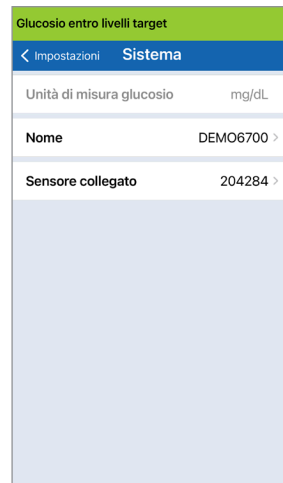 Glucosio entro livelli target
Impostazioni Sistema
Unità di misura glucosio mg/dL
Nome DEMO6700
Sensore collegato 204284